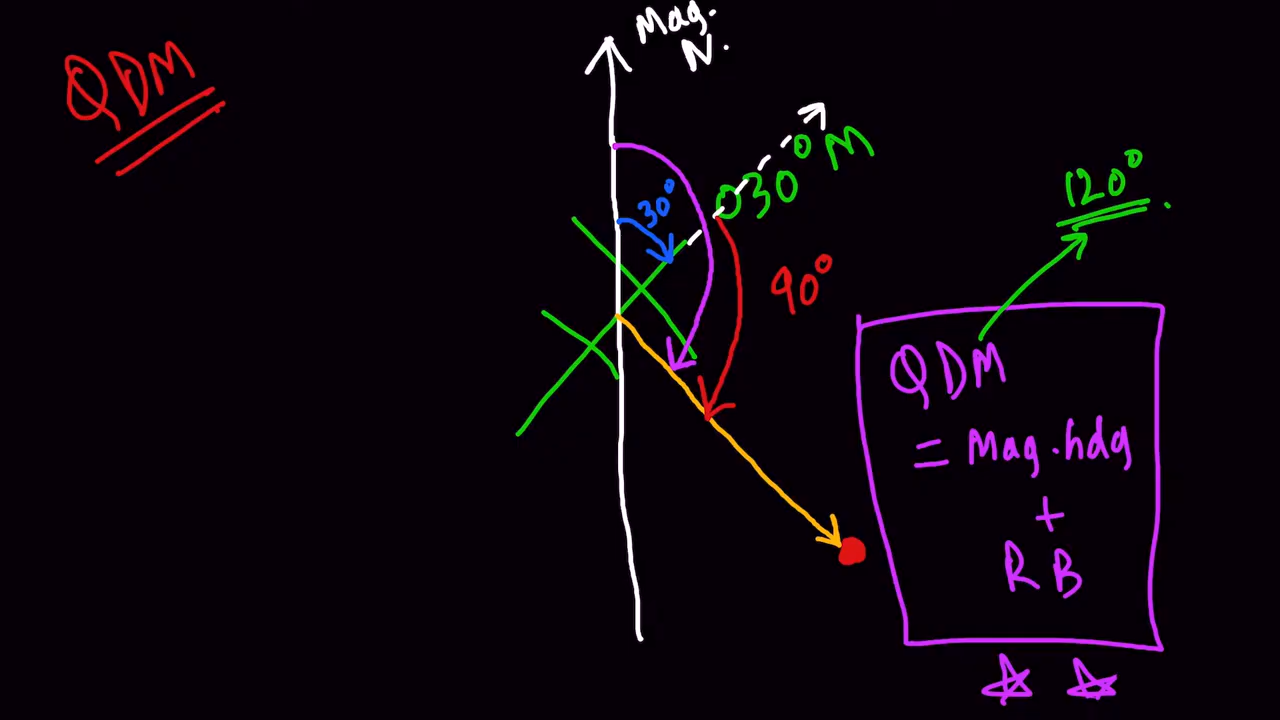 QDM
Mag.
N.
030° M
30°
90°
120°
QDM
= Mag. hdg
+
RB